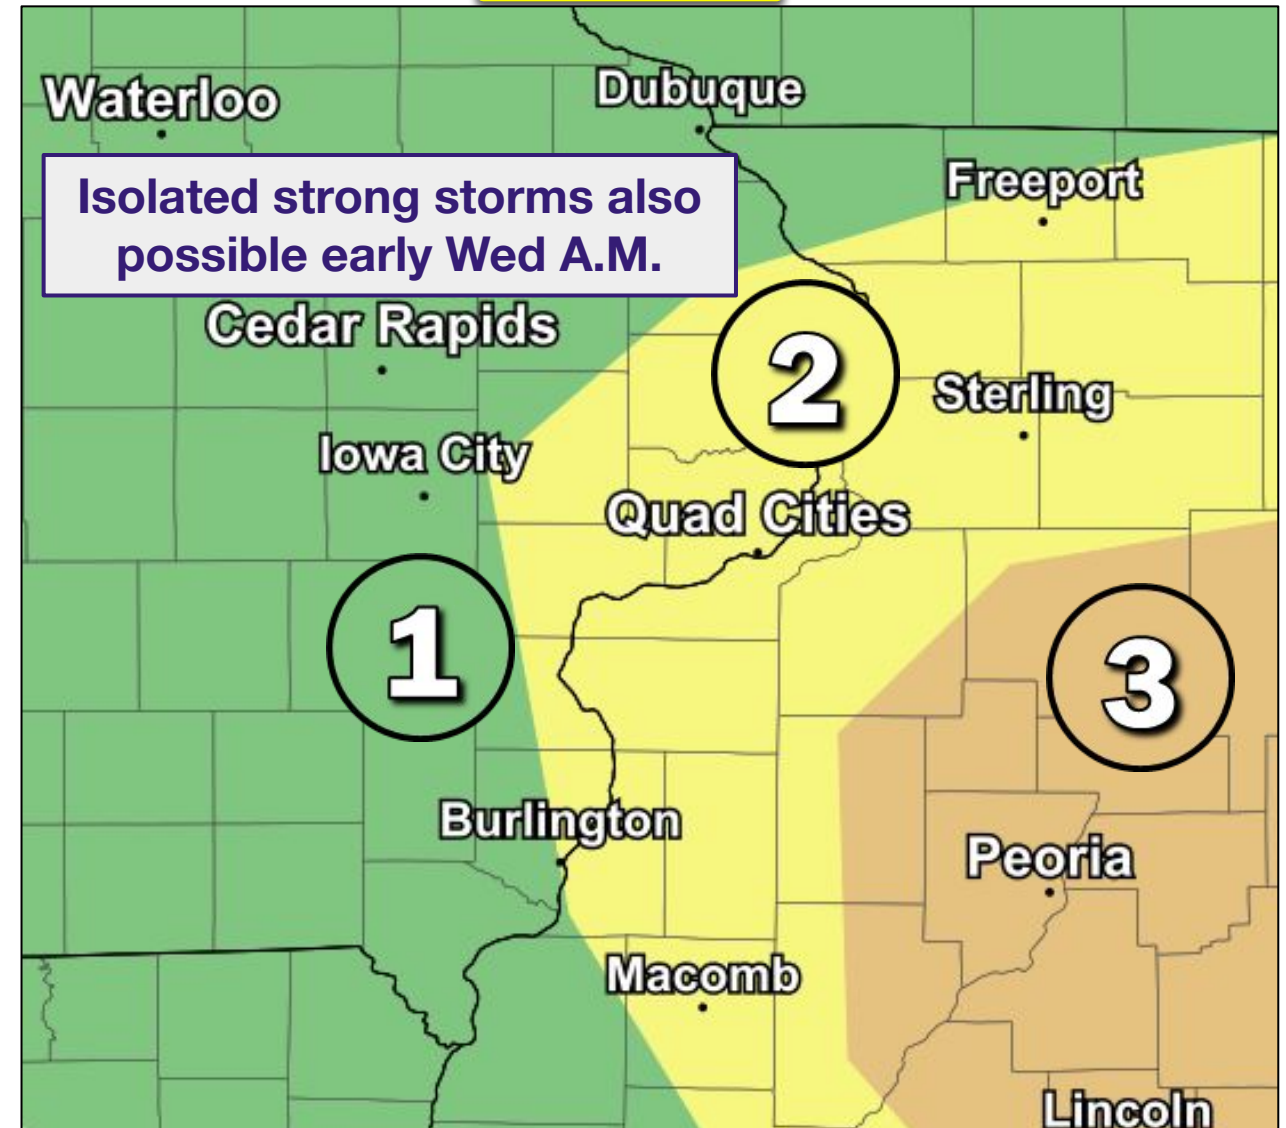 Waterloo
Dubuque
Isolated strong storms also
possible early Wed A.M.
Freeport
Cedar Rapids
2
Sterling
Iowa City
Quad Cities
1
3
Burlington
Peoria
Macomb
Lincoln